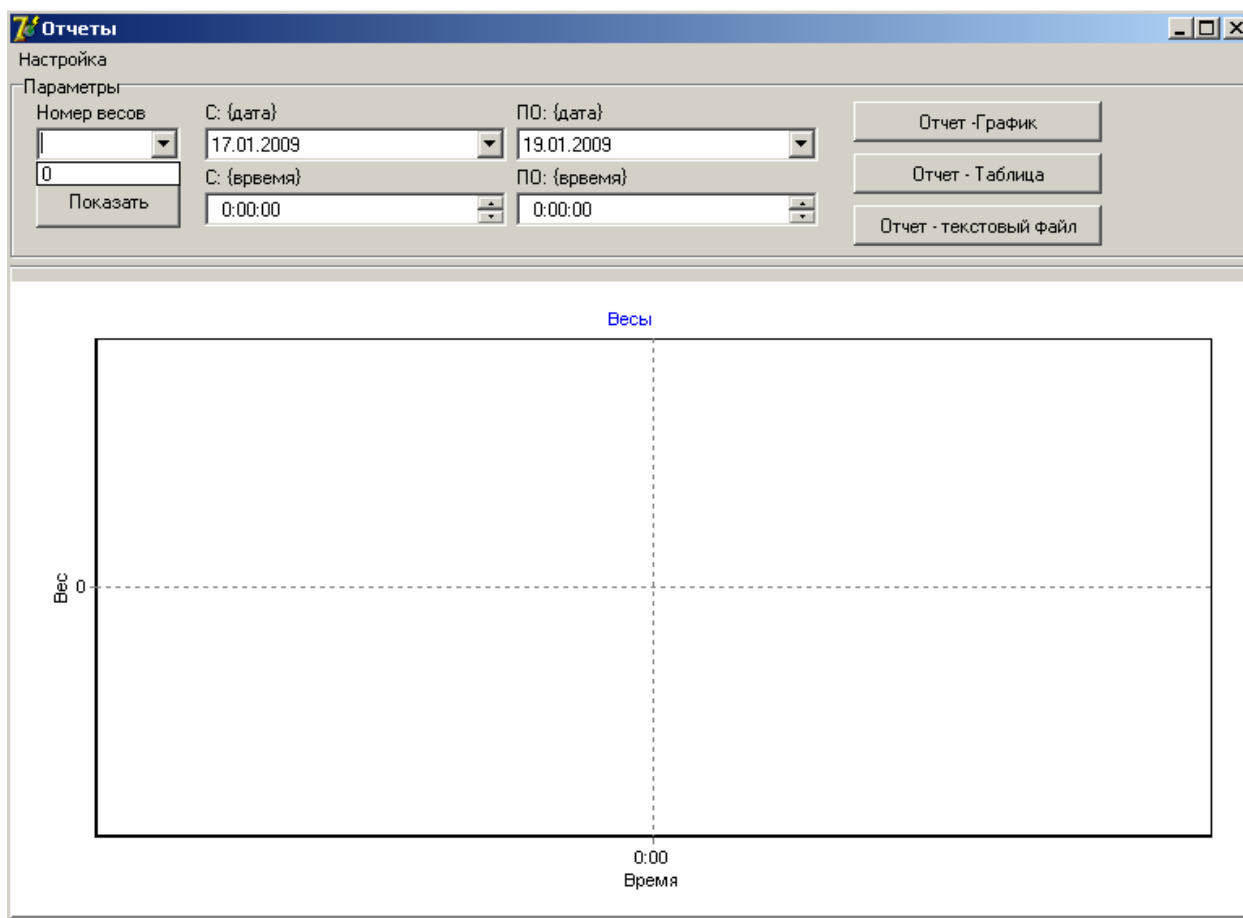 Отчеты
Настройка
Параметры
Номер весов
С: {дата}
ПО: {дата}
17.01.2009
19.01.2009
0
С: {врвемя}
ПО: {врвемя}
Показать
0:00:00
0:00:00
Отчет -График
Отчет - Таблица
Отчет - текстовый файл
Весы
Вес
0
0:00
Время